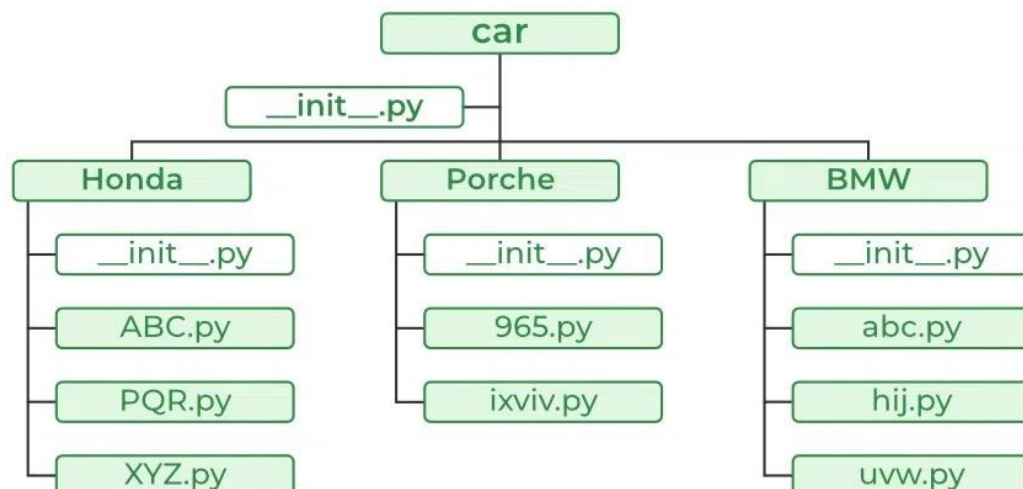 car
__init__.py
Honda
__init__.py
ABC.py
PQR.py
XYZ.py
Porche
__init__.py
965.py
ixviv.py
BMW
__init__.py
abc.py
hij.py
uvw.py